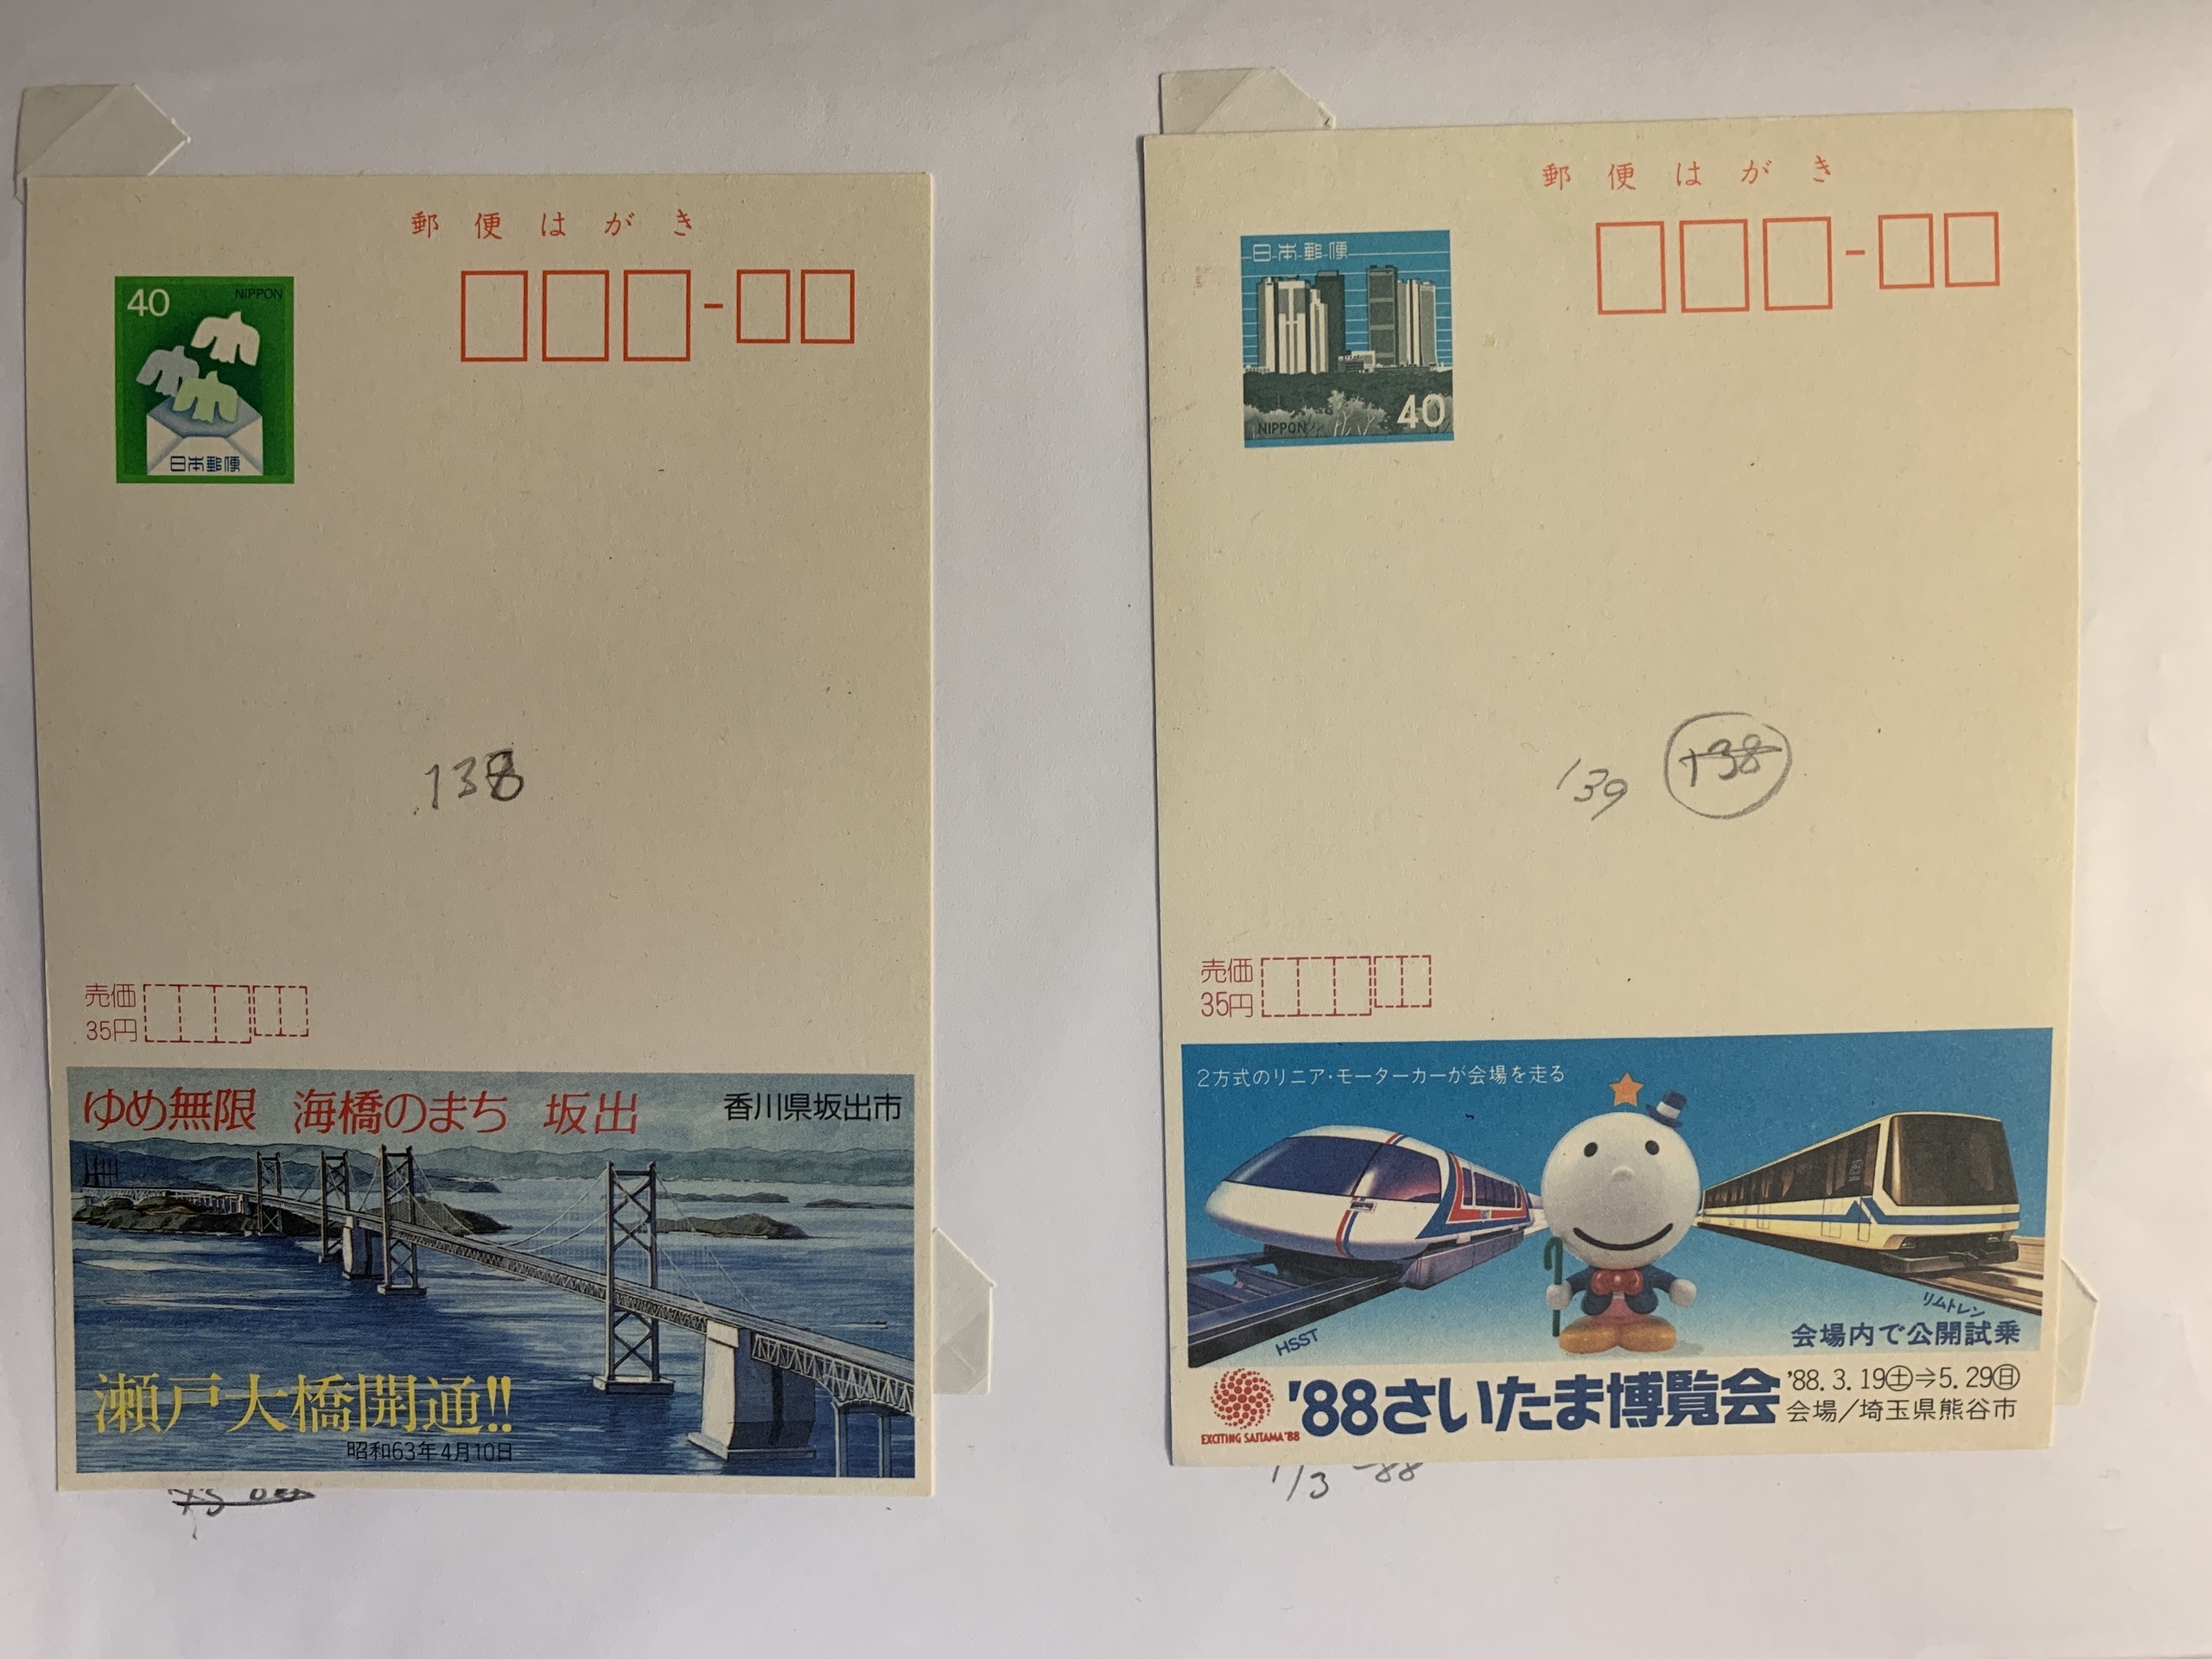 郵便はがき
40 NIPPON
日本郵便
138
売価
35円
ゆめ無限 海橋のまち 坂出 香川県坂出市
瀬戸大橋開通!!
昭和63年4月10日
郵便はがき
日本郵便
NIPPON 40
139 138
売価
35円
2方式のリニア・モーターカーが会場を走る
HSST
リムトレン
会場内で公開試乗
EXCITING SAITAMA'88
'88さいたま博覧会
'88.3.19㊏⇒5.29㊐
会場/埼玉県熊谷市
1/3 -88